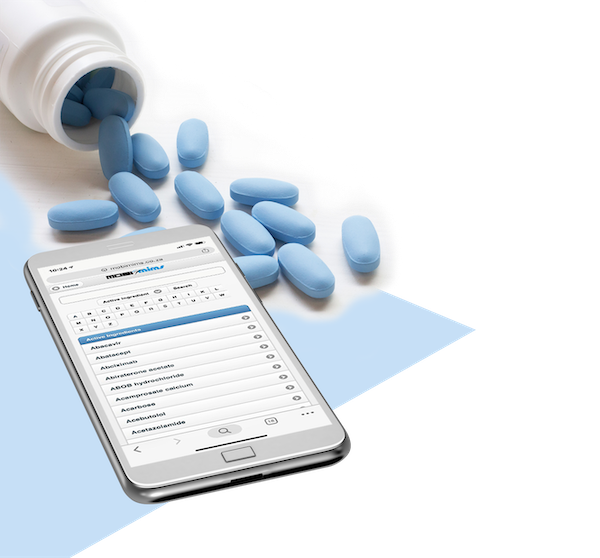 10:24
mobimims.co.za
Home
mobimims
Active Ingredient
Search
A B C D E F G H I K L
M N O P Q R S T U V W
X Y Z
Active Ingredients
Abacavir
Abatacept
Abciximab
Abiraterone acetate
ABOB hydrochloride
Acamprosate calcium
Acarbose
Acebutolol
Acetazolamide